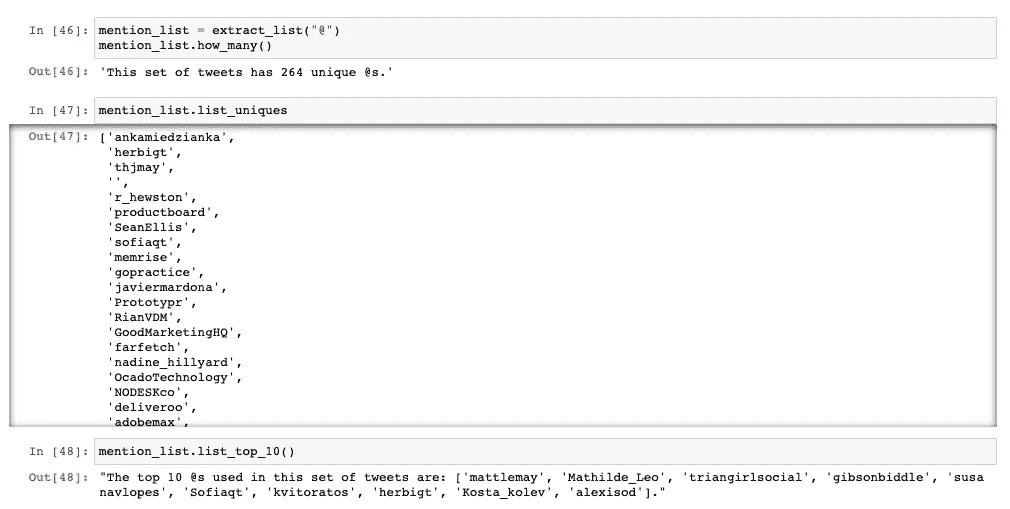 In [46]: mention_list = extract_list("@")
mention_list.how_many()
Out[46]: 'This set of tweets has 264 unique @s.'
In [47]: mention_list.list_uniques
Out[47]: ['ankamiedzianka',
'herbigt',
'thjmay',
'',
'r_hewston',
'productboard',
'SeanEllis',
'sofiaqt',
'memrise',
'gopractice',
'javiermardona',
'Prototypr',
'RianVDM',
'GoodMarketingHQ',
'farfetch',
'nadine_hillyard',
'OcadoTechnology',
'NODESKco',
'deliveroo',
'adobemax',
In [48]: mention_list.list_top_10()
Out[48]: "The top 10 @s used in this set of tweets are: ['mattlemay', 'Mathilde_Leo', 'triangirlsocial', 'gibsonbiddle', 'susa
navlopes', 'Sofiaqt', 'kvitoratos', 'herbigt', 'Kosta_kolev', 'alexisod']."